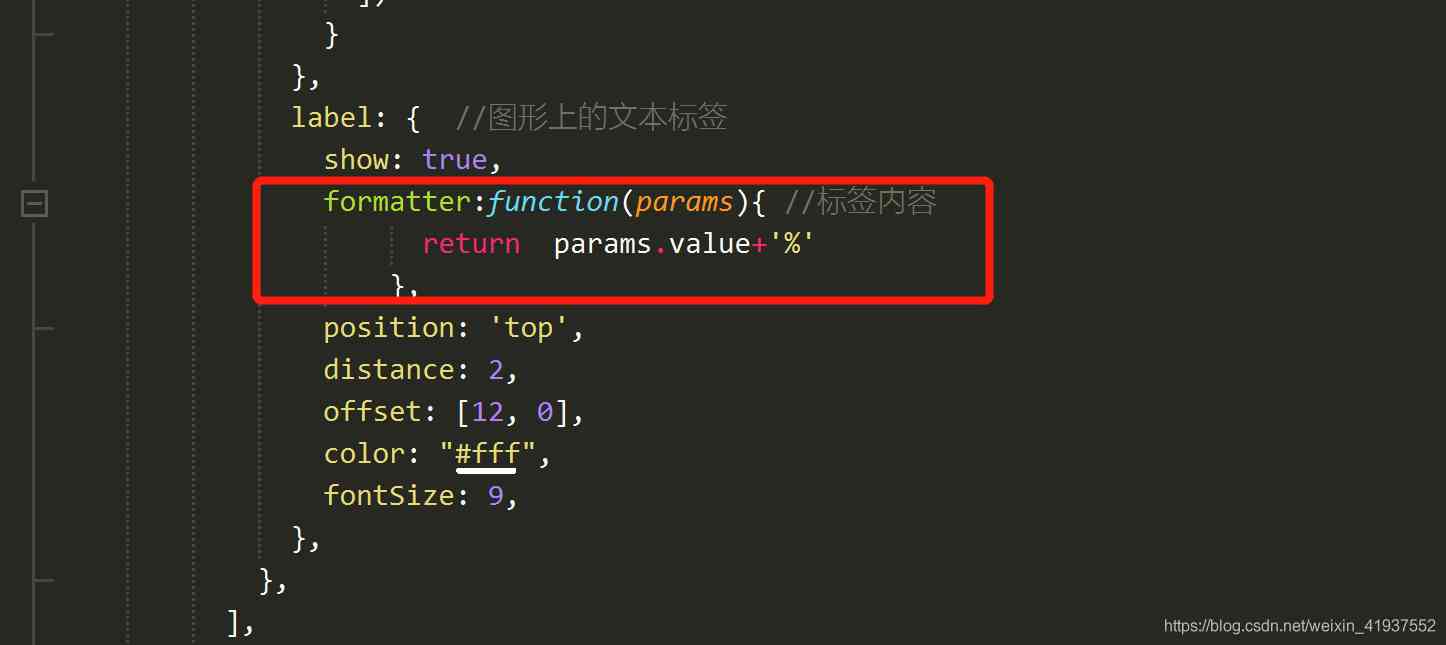 ],
}
},
label: {  //图形上的文本标签
show: true,
formatter:function(params){ //标签内容
return  params.value+'%'
},
position: 'top',
distance: 2,
offset: [12, 0],
color: "#fff",
fontSize: 9,
},
},
],
https://blog.csdn.net/weixin_41937552